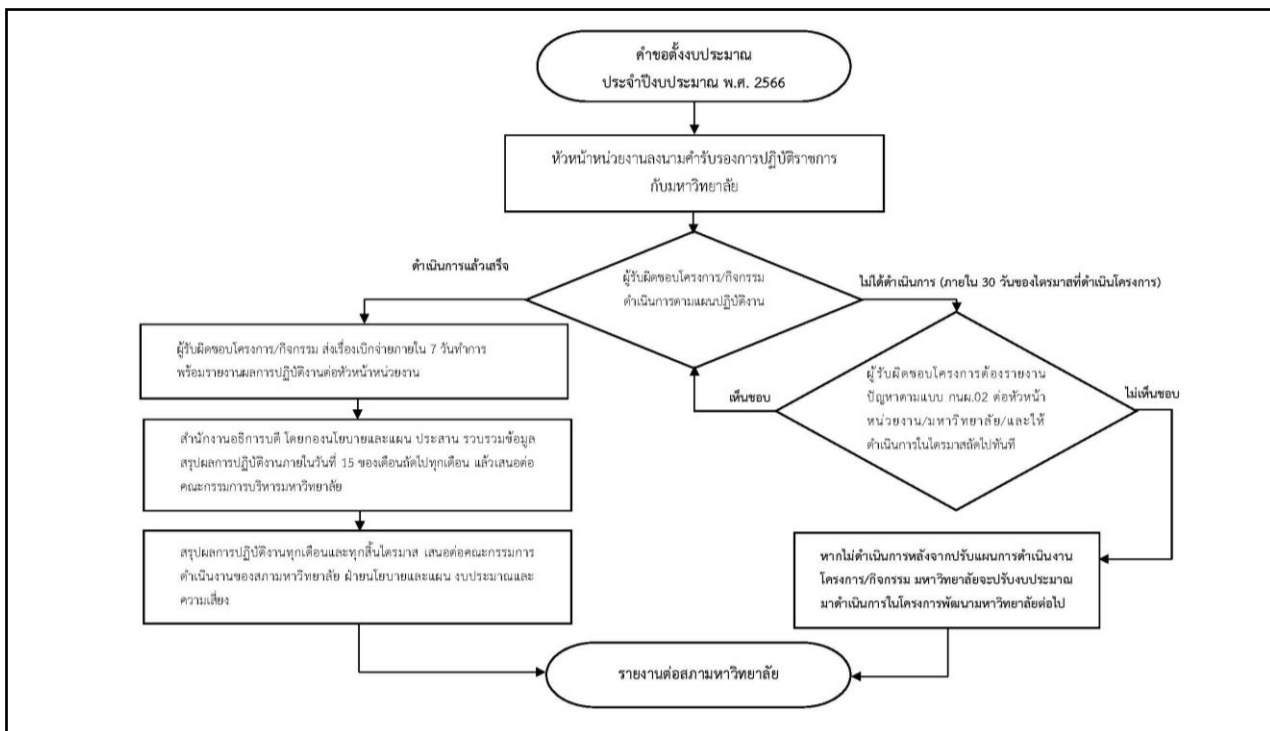 คำขอตั้งงบประมาณ
ประจำปีงบประมาณ พ.ศ. 2566
หัวหน้าหน่วยงานลงนามคำรับรองการปฏิบัติราชการ
กับมหาวิทยาลัย
ดำเนินการแล้วเสร็จ
ผู้รับผิดชอบโครงการ/กิจกรรม
ดำเนินการตามแผนปฏิบัติงาน
ไม่ได้ดำเนินการ (ภายใน 30 วันของไตรมาสที่ดำเนินโครงการ)
ผู้รับผิดชอบโครงการ/กิจกรรม ส่งเรื่องเบิกจ่ายภายใน 7 วันทำการ
พร้อมรายงานผลการปฏิบัติงานต่อหัวหน้าหน่วยงาน
เห็นชอบ
ผู้รับผิดชอบโครงการต้องรายงาน
ปัญหาตามแบบ กนผ.02 ต่อหัวหน้า
หน่วยงาน/มหาวิทยาลัย/และให้
ดำเนินการในไตรมาสถัดไปทันที
ไม่เห็นชอบ
สำนักงานอธิการบดี โดยกองนโยบายและแผน ประสาน รวบรวมข้อมูล
สรุปผลการปฏิบัติงานภายในวันที่ 15 ของเดือนถัดไปทุกเดือน แล้วเสนอต่อ
คณะกรรมการบริหารมหาวิทยาลัย
สรุปผลการปฏิบัติงานทุกเดือนและทุกสิ้นไตรมาส เสนอต่อคณะกรรมการ
ดำเนินงานของสภามหาวิทยาลัย ฝ่ายนโยบายและแผน งบประมาณและ
ความเสี่ยง
หากไม่ดำเนินการหลังจากปรับแผนการดำเนินงาน
โครงการ/กิจกรรม มหาวิทยาลัยจะปรับงบประมาณ
มาดำเนินการในโครงการพัฒนามหาวิทยาลัยต่อไป
รายงานต่อสภามหาวิทยาลัย